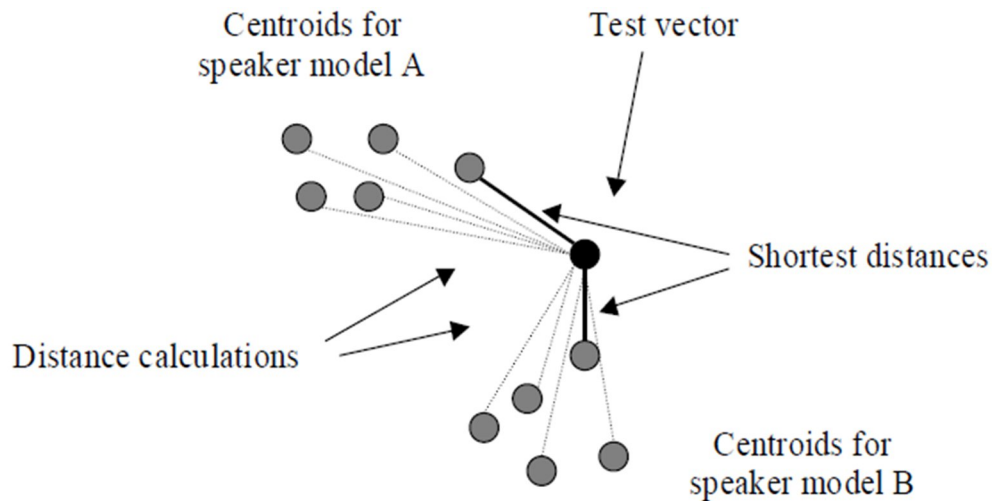 Centroids for
speaker model A
Test vector
Shortest distances
Distance calculations
Centroids for
speaker model B